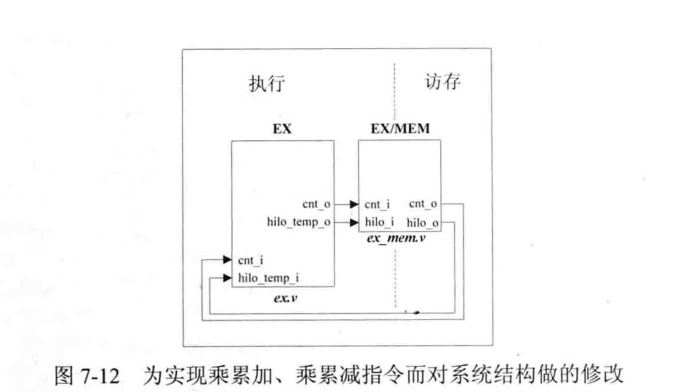 执行 访存
EX EX/MEM
cnt_o cnt_i cnt_o
hilo_temp_o hilo_i hilo_o
ex_mem.v
cnt_i
hilo_temp_i
ex.v
图 7-12 为实现乘累加、乘累减指令而对系统结构做的修改